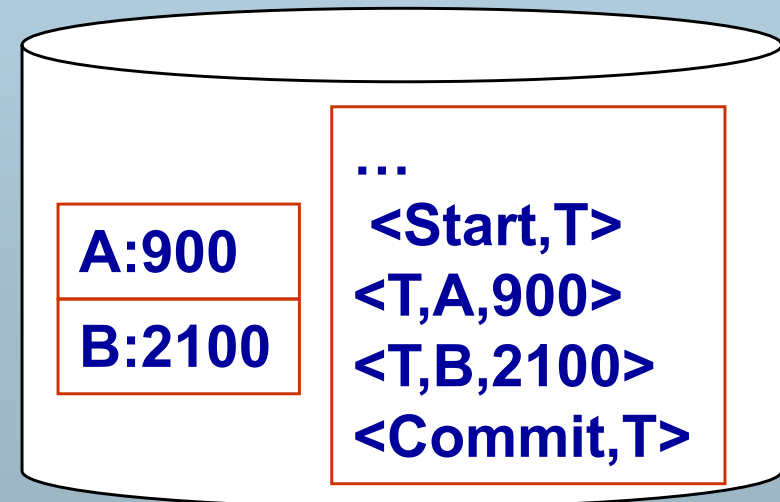 A:900
B:2100
…
<Start,T>
<T,A,900>
<T,B,2100>
<Commit,T>